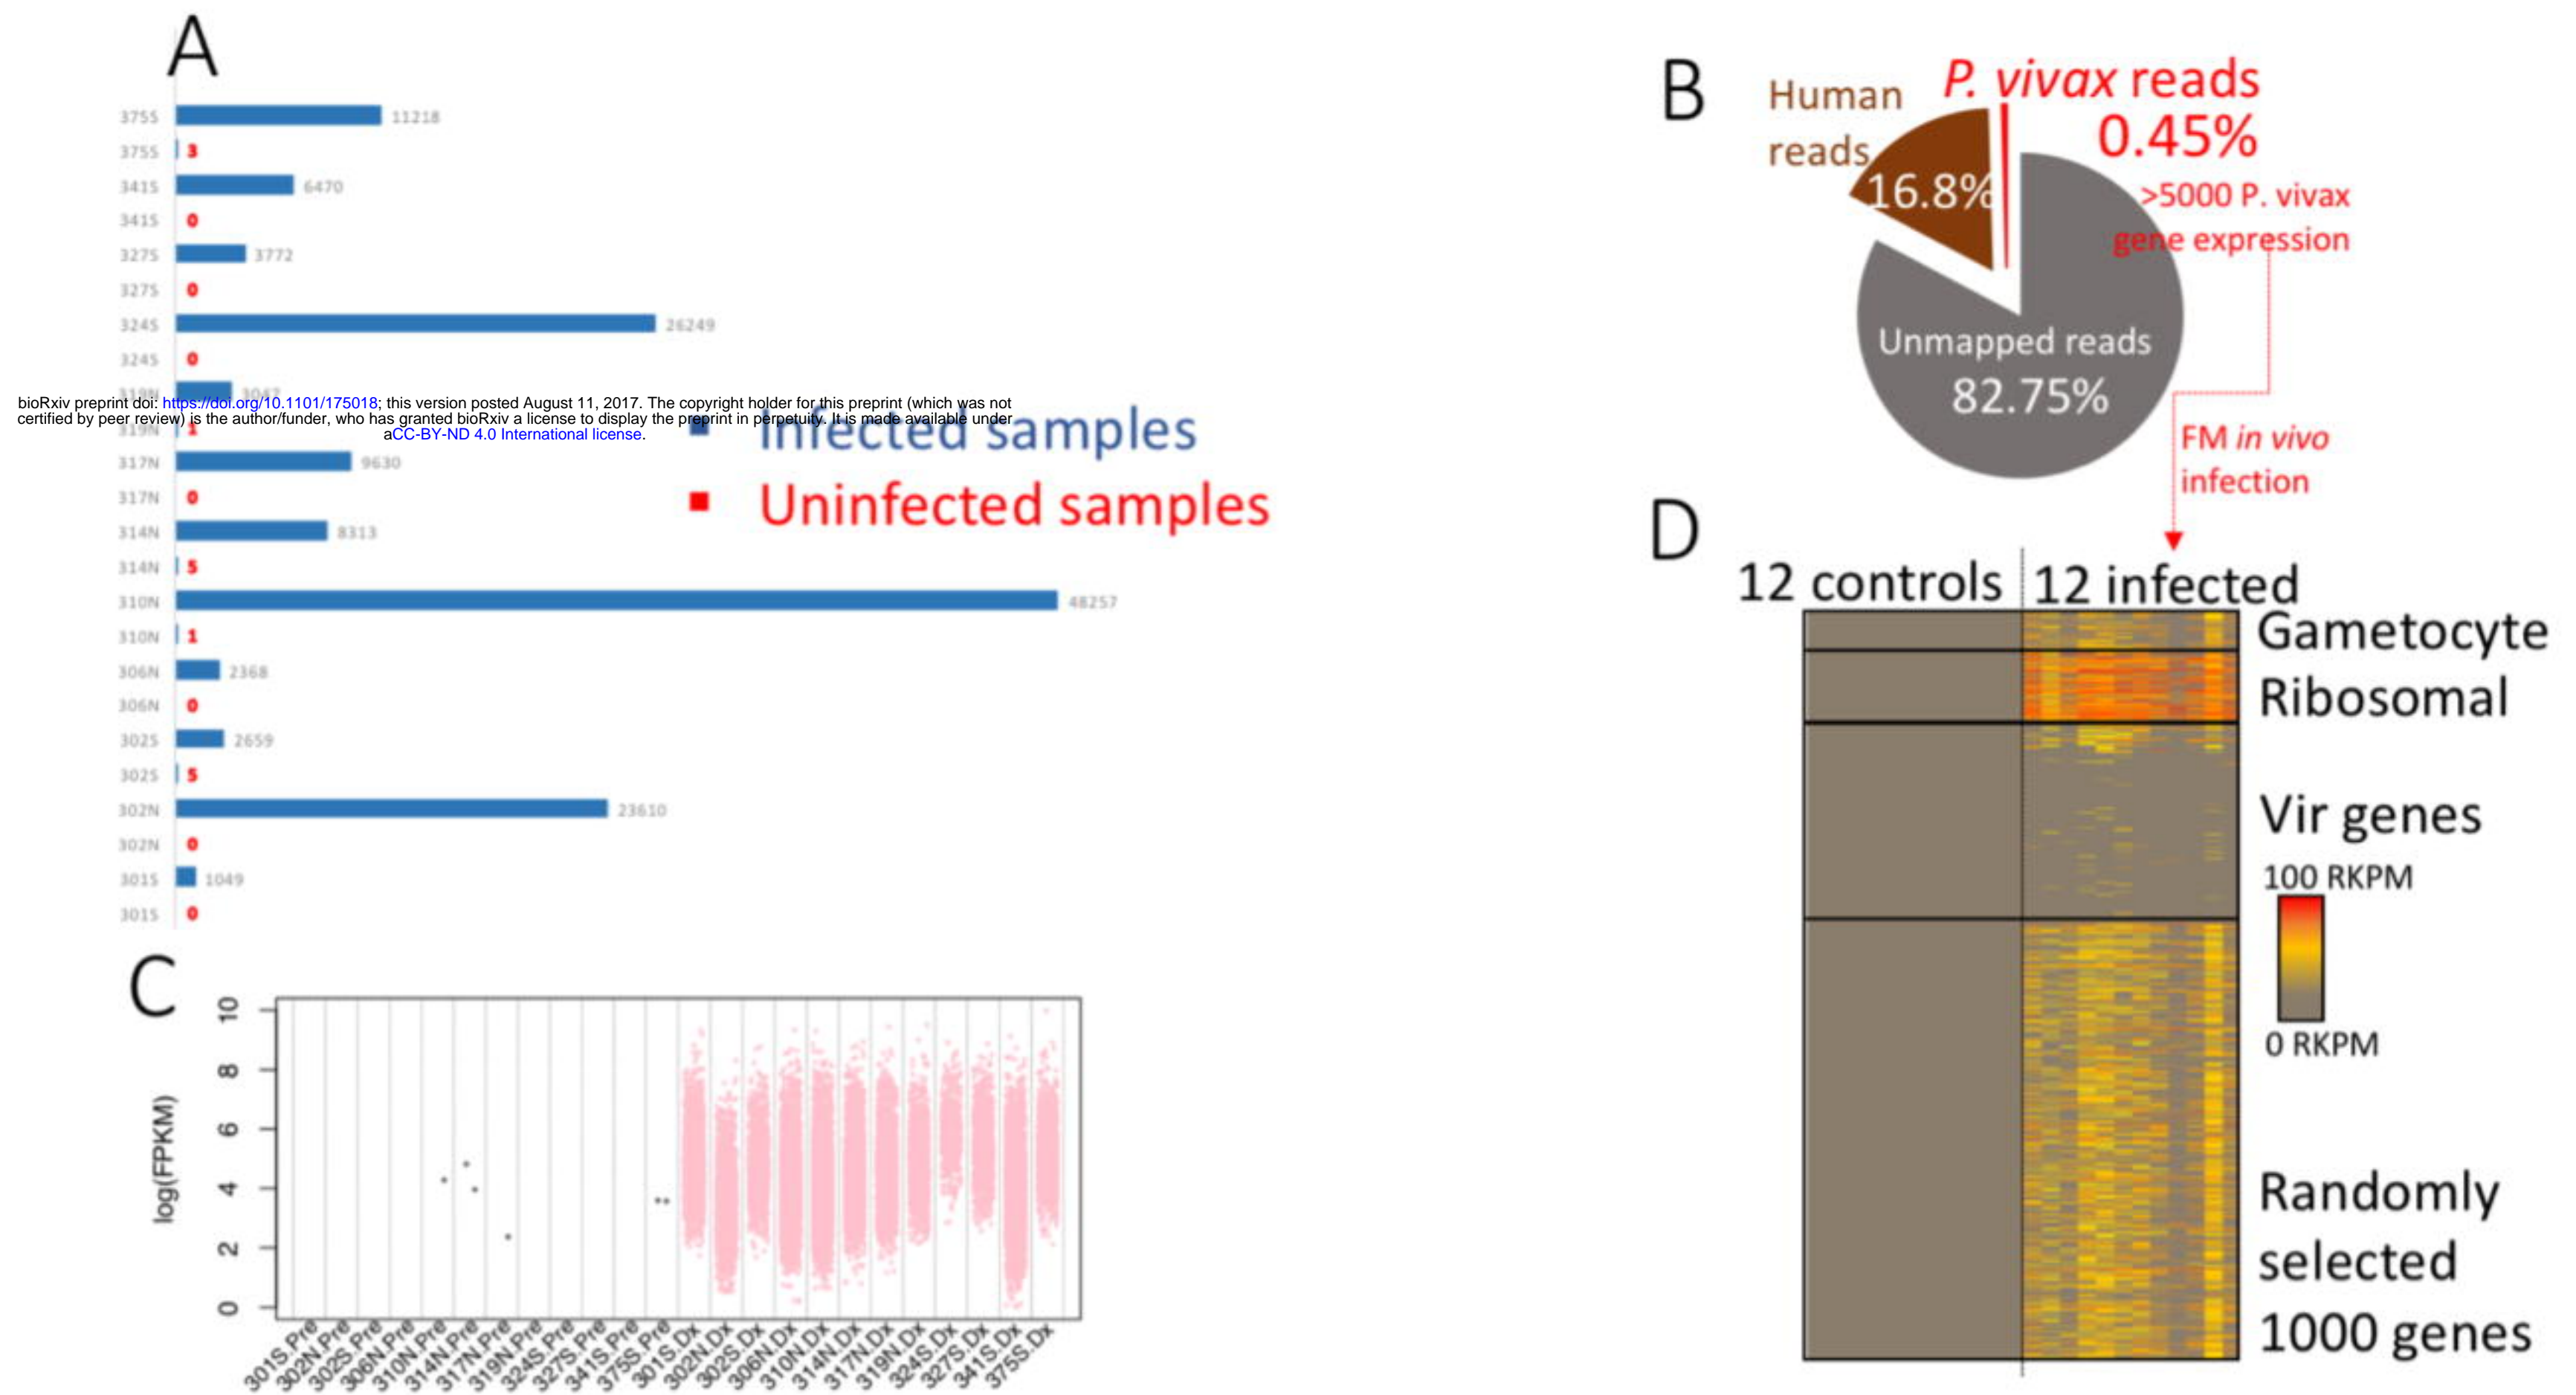 A
375S 11218
375S 3
341S 6470
341S 0
327S 3772
327S 0
324S 26249
324S 0
319N 3047
bioRxiv preprint doi: https://doi.org/10.1101/175018; this version posted August 11, 2017. The copyright holder for this preprint (which was not
certified by peer review) is the author/funder, who has granted bioRxiv a license to display the preprint in perpetuity. It is made available under
aCC-BY-ND 4.0 International license.
319N 1
317N 9630
317N 0
314N 8313
314N 5
310N 48257
310N 1
306N 2368
306N 0
302S 2659
302S 5
302N 23610
302N 0
301S 1049
301S 0
Infected samples
Uninfected samples
B
Human
reads
16.8%
P. vivax reads
0.45%
>5000 P. vivax
gene expression
Unmapped reads
82.75%
FM in vivo
infection
C
log(FPKM)
10
8
6
4
2
0
301S.Pre
302N.Pre
302S.Pre
306N.Pre
310N.Pre
314N.Pre
317N.Pre
319N.Pre
324S.Pre
327S.Pre
341S.Pre
375S.Pre
301S.Dx
302N.Dx
302S.Dx
306N.Dx
310N.Dx
314N.Dx
317N.Dx
319N.Dx
324S.Dx
327S.Dx
341S.Dx
375S.Dx
D
12 controls
12 infected
Gametocyte
Ribosomal
Vir genes
100 RKPM
0 RKPM
Randomly
selected
1000 genes